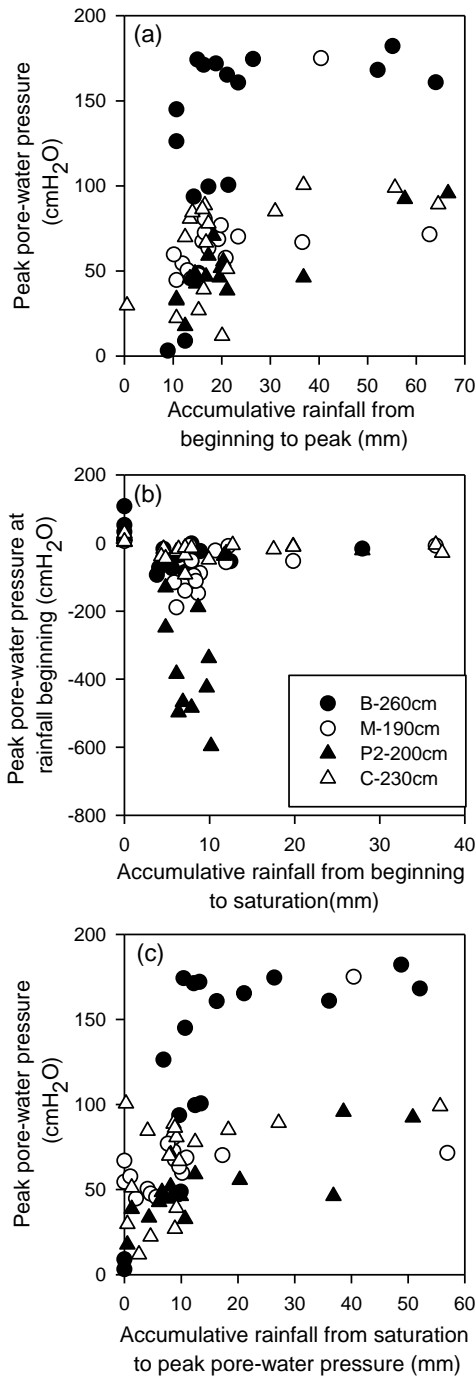 (a)
200
150
100
50
0
Peak pore-water pressure
(cmH2O)
0 10 20 30 40 50 60 70
Accumulative rainfall from
beginning to peak (mm)
(b)
200
0
-200
-400
-600
-800
Peak pore-water pressure at
rainfall beginning (cmH2O)
B-260cm
M-190cm
P2-200cm
C-230cm
0 10 20 30 40
Accumulative rainfall from beginning
to saturation(mm)
(c)
200
150
100
50
0
Peak pore-water pressure
(cmH2O)
0 10 20 30 40 50 60
Accumulative rainfall from saturation
to peak pore-water pressure (mm)